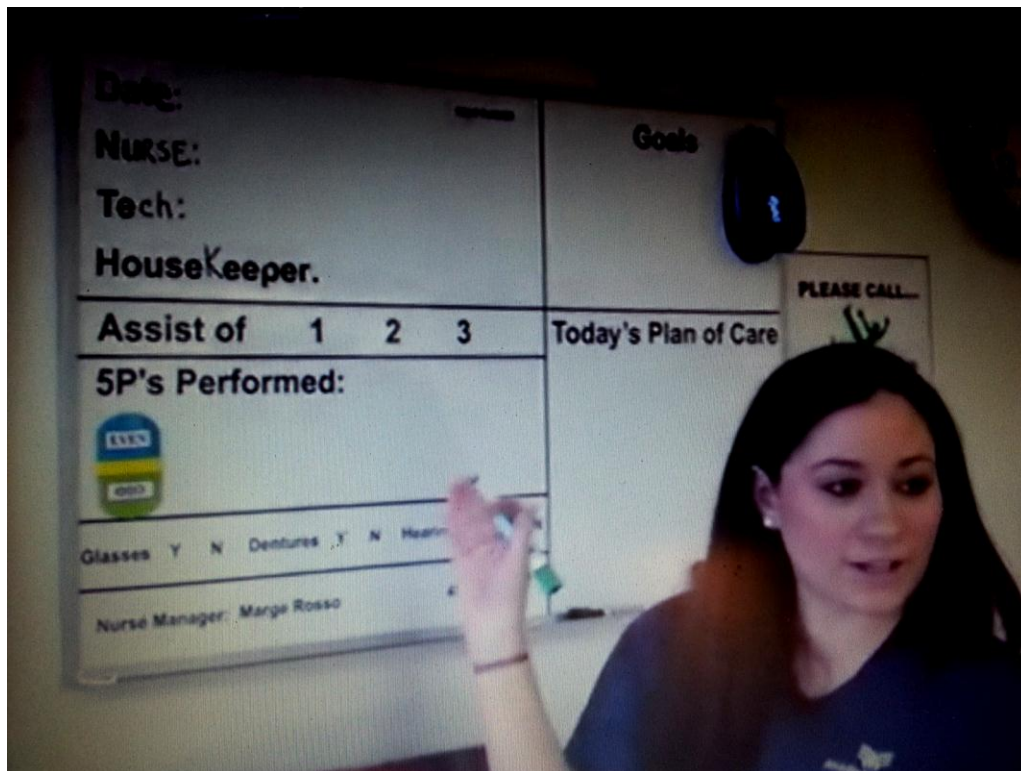 Date:
NURSE:
Tech:
HouseKeeper.
Assist of 1 2 3
5P's Performed:
EVEN
ODD
Glasses Y N Dentures Y N
Nurse Manager: Marge Rosso
Goals
Today's Plan of Care
PLEASE CALL...